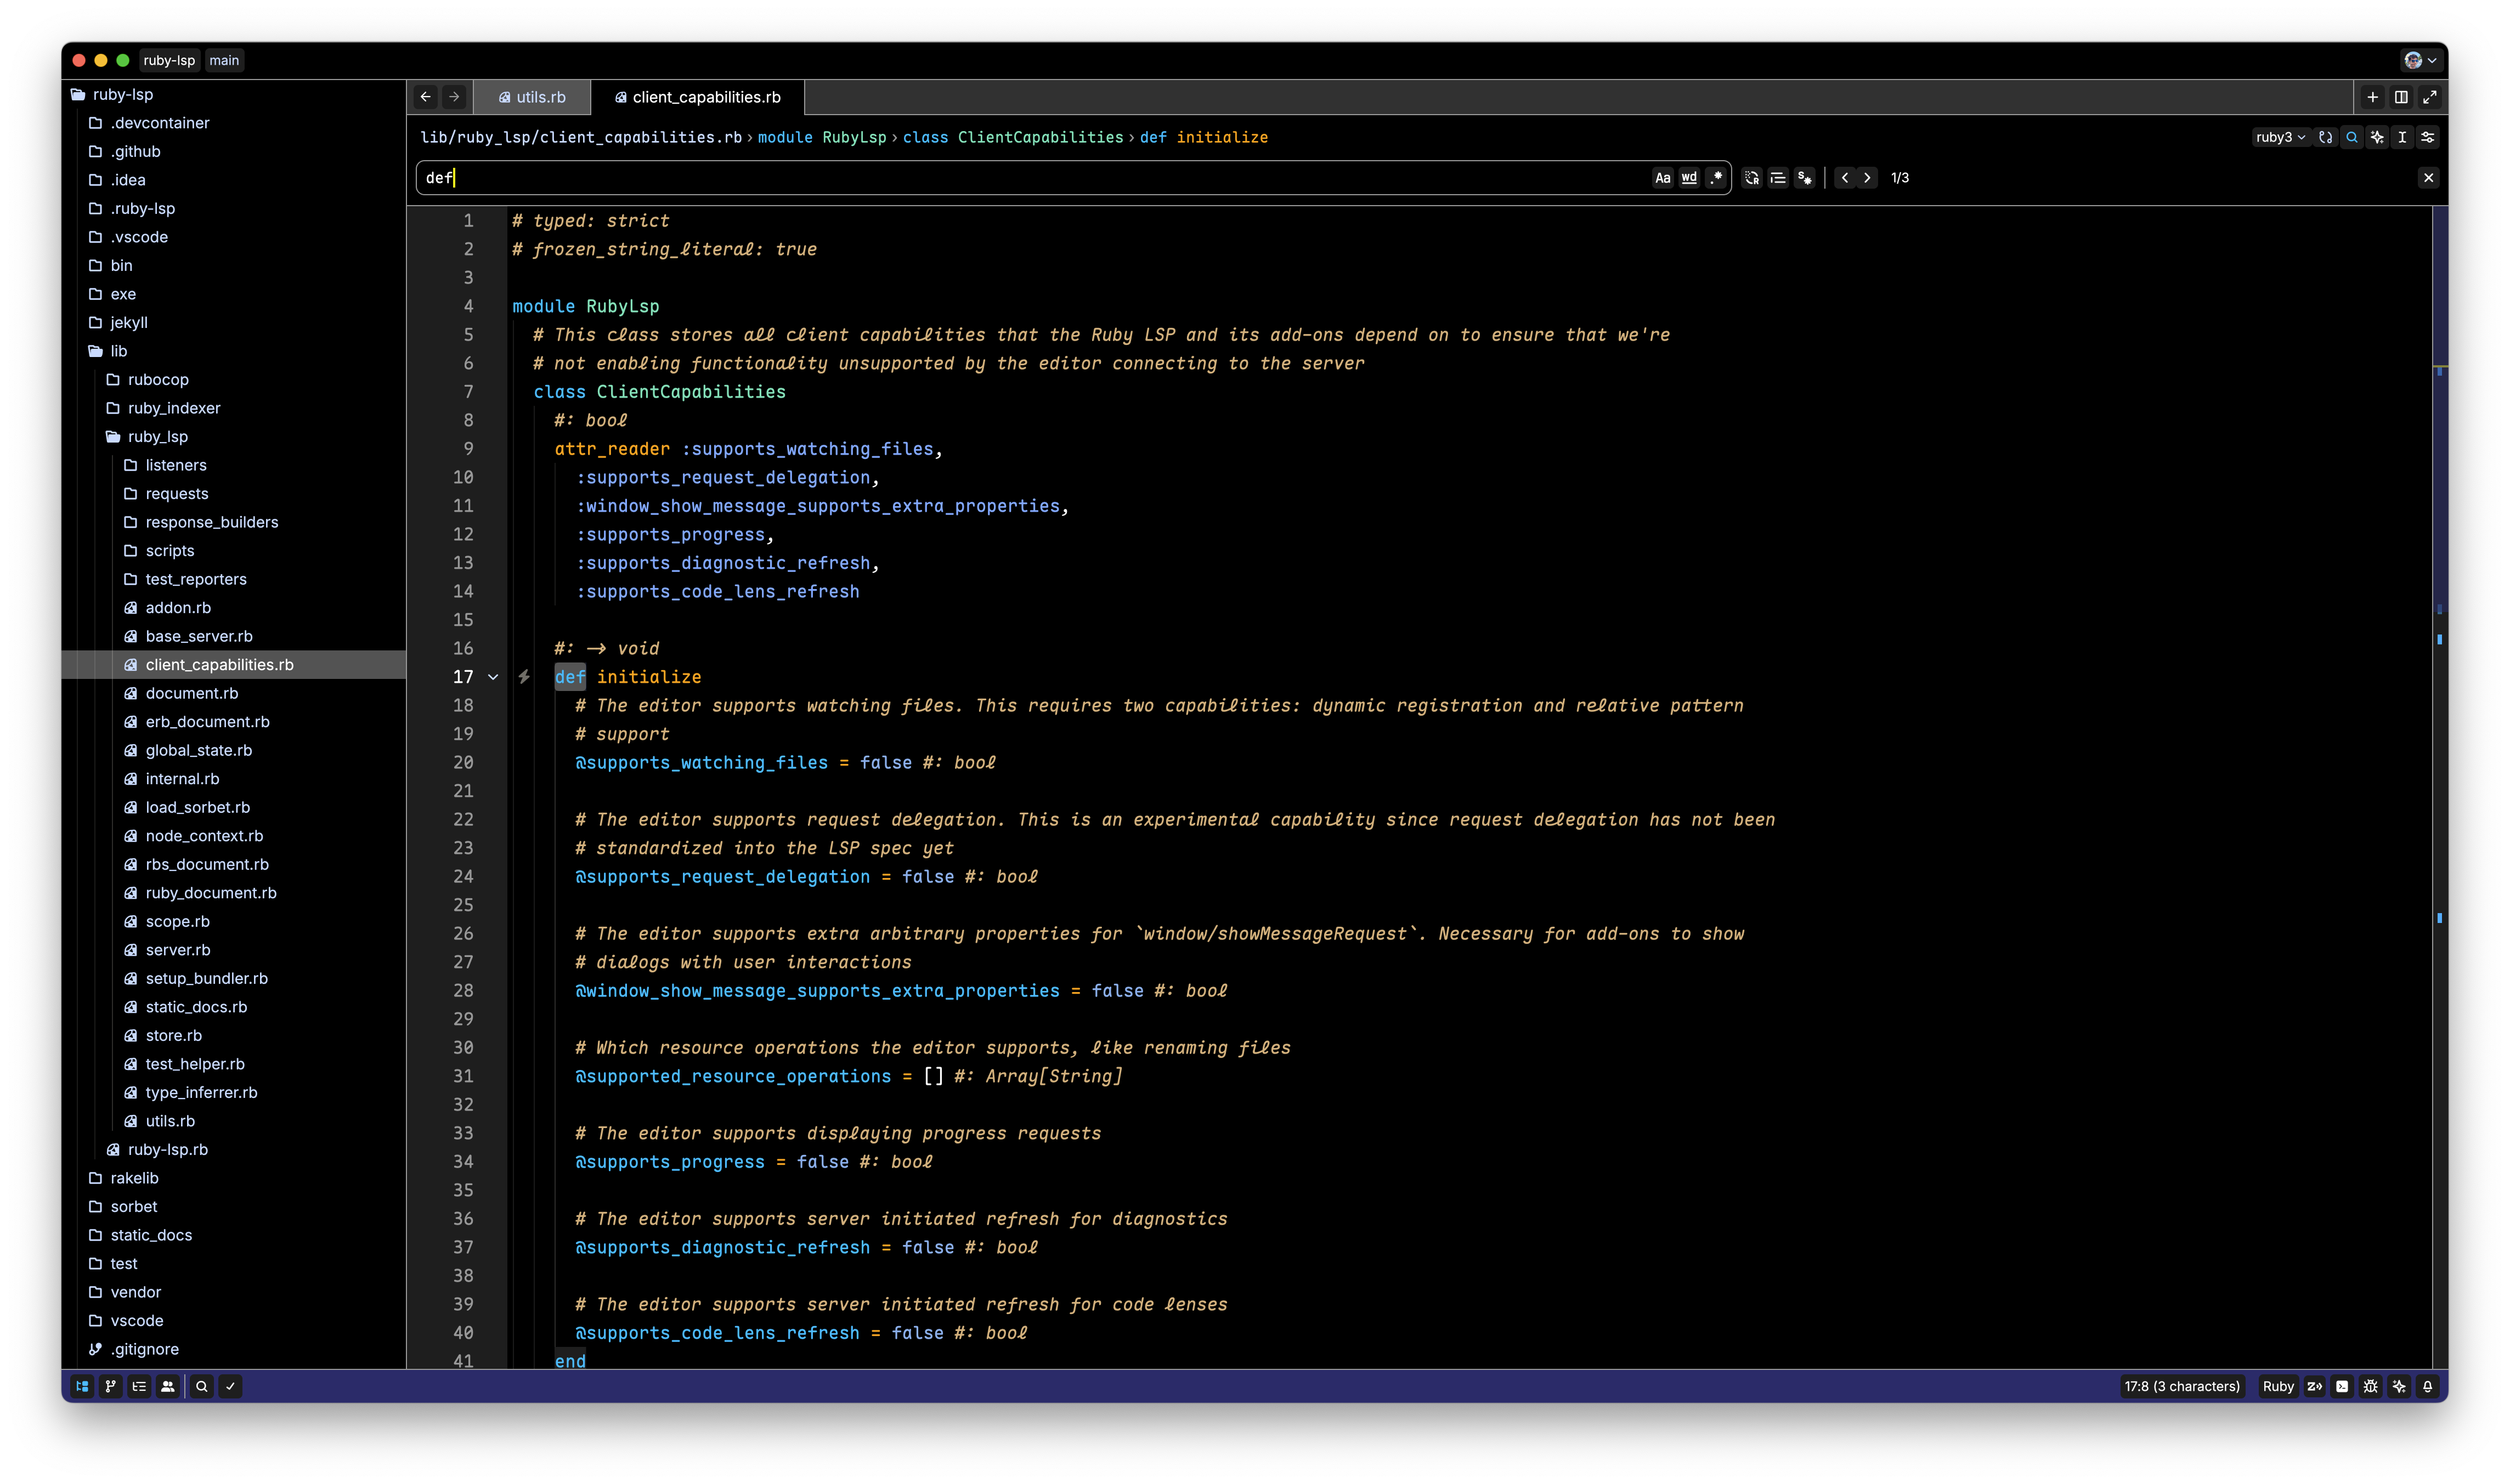 ruby-lsp main
ruby-lsp
.devcontainer
.github
.idea
.ruby-lsp
.vscode
bin
exe
jekyll
lib
rubocop
ruby_indexer
ruby_lsp
listeners
requests
response_builders
scripts
test_reporters
addon.rb
base_server.rb
client_capabilities.rb
document.rb
erb_document.rb
global_state.rb
internal.rb
load_sorbet.rb
node_context.rb
rbs_document.rb
ruby_document.rb
scope.rb
server.rb
setup_bundler.rb
static_docs.rb
store.rb
test_helper.rb
type_inferrer.rb
utils.rb
ruby-lsp.rb
rakelib
sorbet
static_docs
test
vendor
vscode
.gitignore
utils.rb client_capabilities.rb
lib/ruby_lsp/client_capabilities.rb › module RubyLsp › class ClientCapabilities › def initialize ruby3
def Aa wd .* 1/3
1 # typed: strict
2 # frozen_string_literal: true
3
4 module RubyLsp
5 # This class stores all client capabilities that the Ruby LSP and its add-ons depend on to ensure that we're
6 # not enabling functionality unsupported by the editor connecting to the server
7 class ClientCapabilities
8 #: bool
9 attr_reader :supports_watching_files,
10 :supports_request_delegation,
11 :window_show_message_supports_extra_properties,
12 :supports_progress,
13 :supports_diagnostic_refresh,
14 :supports_code_lens_refresh
15
16 #: -> void
17 def initialize
18 # The editor supports watching files. This requires two capabilities: dynamic registration and relative pattern
19 # support
20 @supports_watching_files = false #: bool
21
22 # The editor supports request delegation. This is an experimental capability since request delegation has not been
23 # standardized into the LSP spec yet
24 @supports_request_delegation = false #: bool
25
26 # The editor supports extra arbitrary properties for `window/showMessageRequest`. Necessary for add-ons to show
27 # dialogs with user interactions
28 @window_show_message_supports_extra_properties = false #: bool
29
30 # Which resource operations the editor supports, like renaming files
31 @supported_resource_operations = [] #: Array[String]
32
33 # The editor supports displaying progress requests
34 @supports_progress = false #: bool
35
36 # The editor supports server initiated refresh for diagnostics
37 @supports_diagnostic_refresh = false #: bool
38
39 # The editor supports server initiated refresh for code lenses
40 @supports_code_lens_refresh = false #: bool
41 end
17:8 (3 characters) Ruby